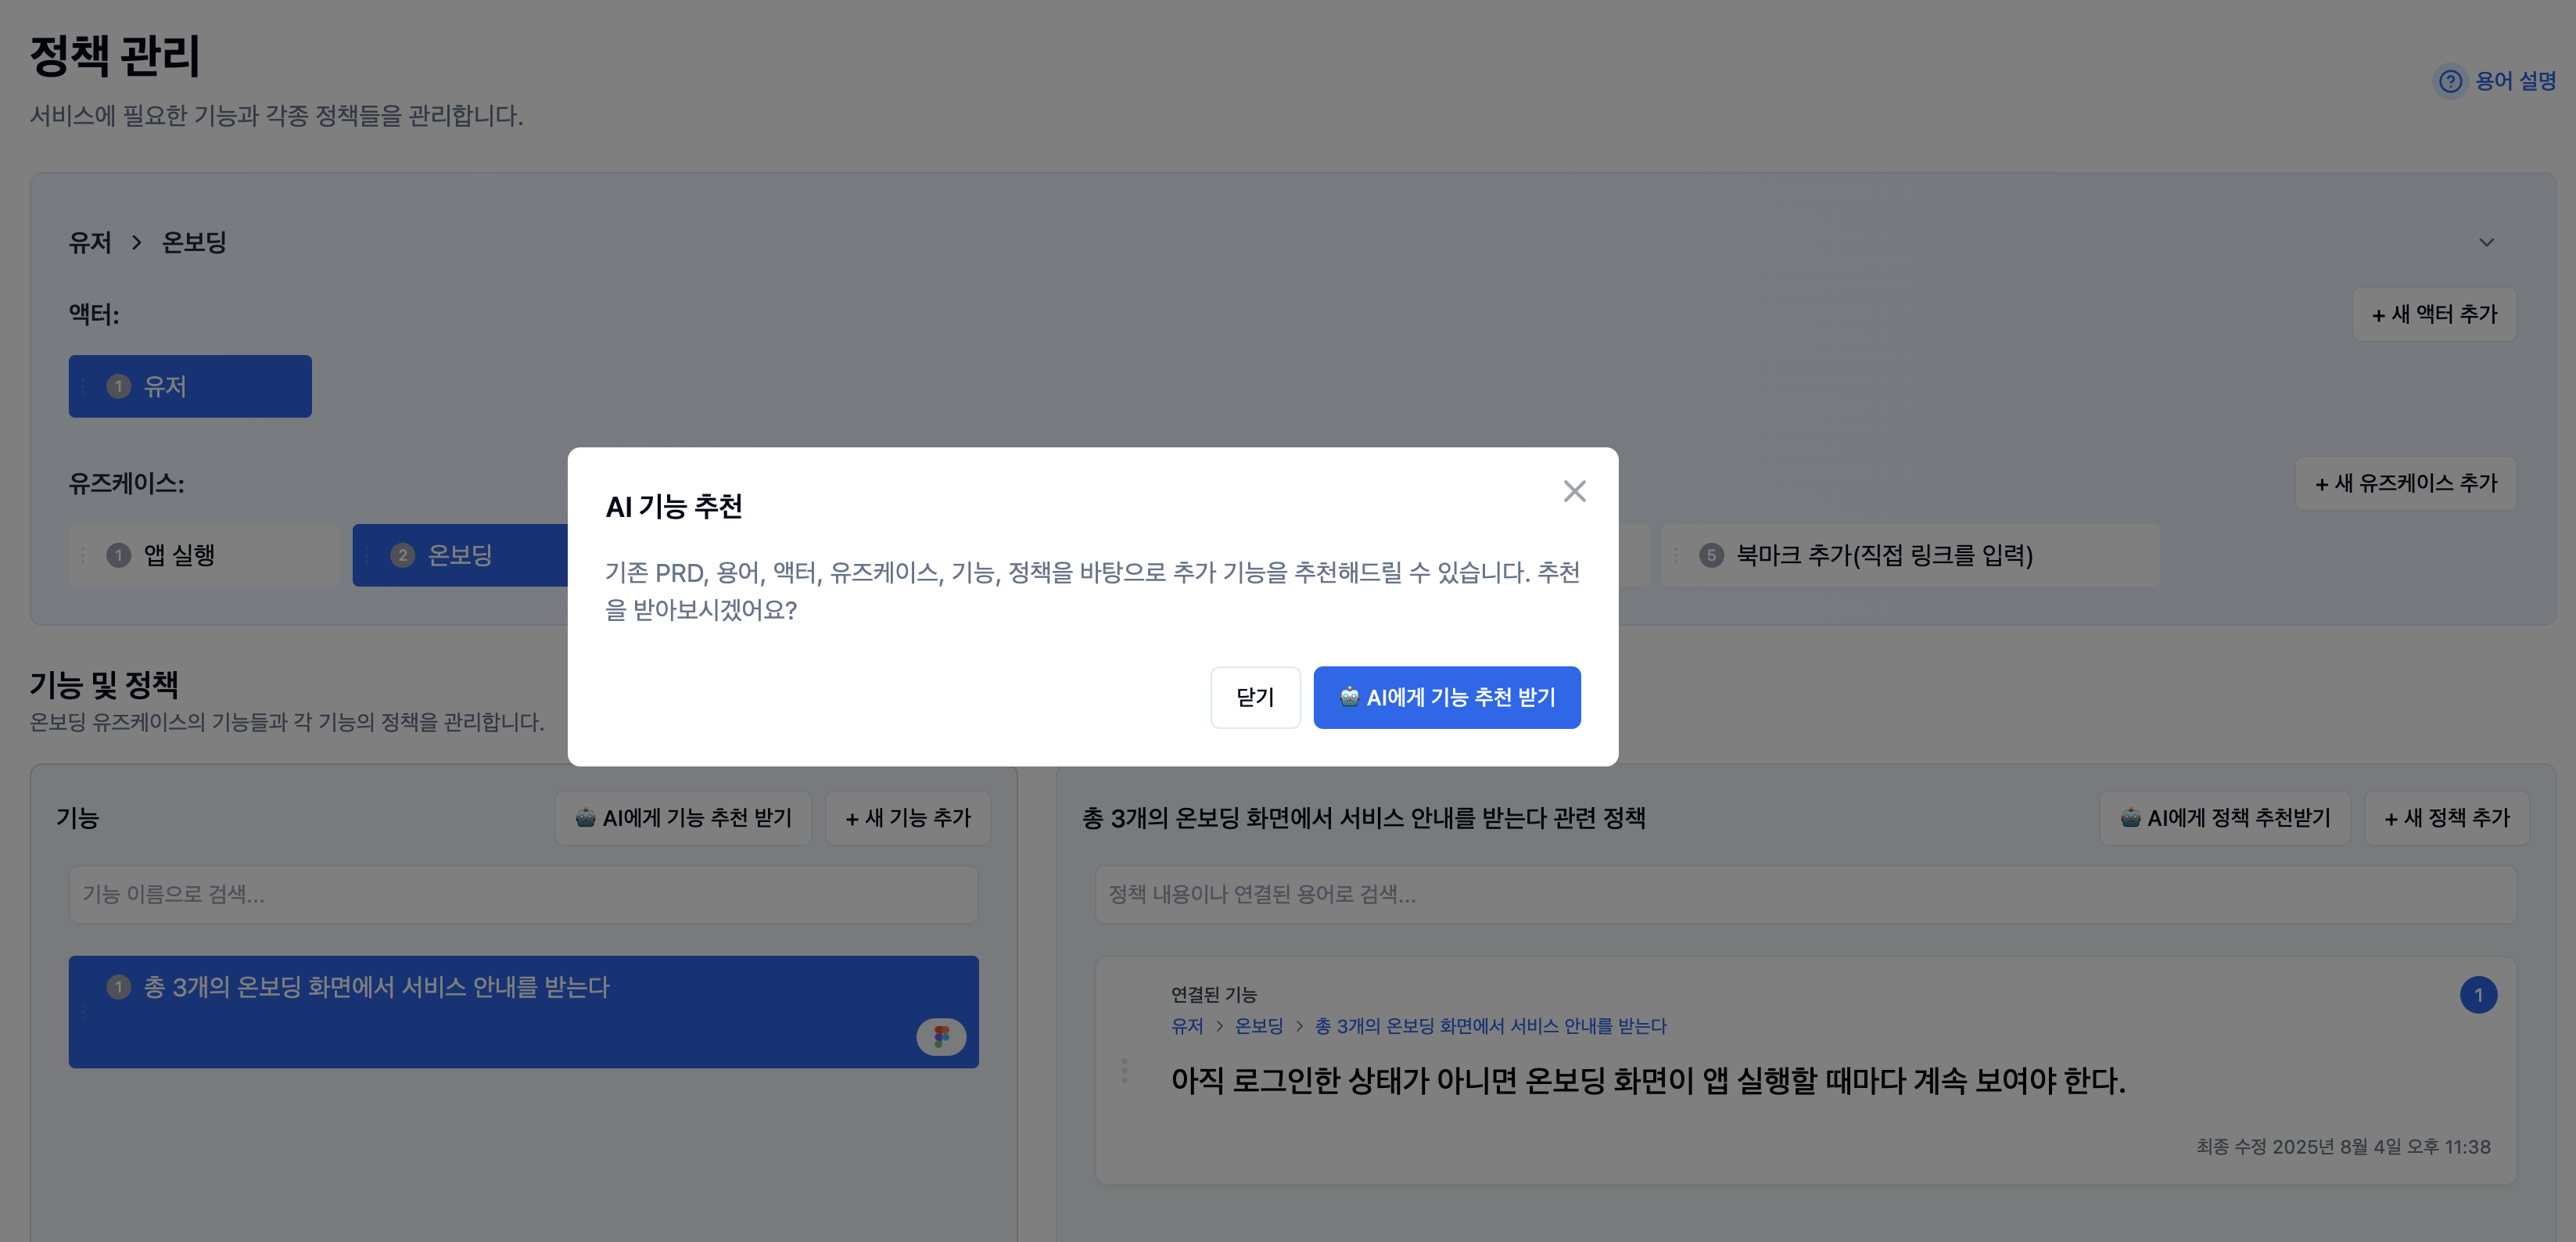 정책 관리
서비스에 필요한 기능과 각종 정책들을 관리합니다.
용어 설명
유저 > 온보딩
액터:
+ 새 액터 추가
1 유저
유즈케이스:
+ 새 유즈케이스 추가
1 앱 실행
2 온보딩
5 북마크 추가(직접 링크를 입력)
AI 기능 추천
기존 PRD, 용어, 액터, 유즈케이스, 기능, 정책을 바탕으로 추가 기능을 추천해드릴 수 있습니다. 추천
을 받아보시겠어요?
닫기
AI에게 기능 추천 받기
기능 및 정책
온보딩 유즈케이스의 기능들과 각 기능의 정책을 관리합니다.
기능
AI에게 기능 추천 받기
+ 새 기능 추가
기능 이름으로 검색...
1 총 3개의 온보딩 화면에서 서비스 안내를 받는다
총 3개의 온보딩 화면에서 서비스 안내를 받는다 관련 정책
AI에게 정책 추천받기
+ 새 정책 추가
정책 내용이나 연결된 용어로 검색...
연결된 기능
1
유저 > 온보딩 > 총 3개의 온보딩 화면에서 서비스 안내를 받는다
아직 로그인한 상태가 아니면 온보딩 화면이 앱 실행할 때마다 계속 보여야 한다.
최종 수정 2025년 8월 4일 오후 11:38